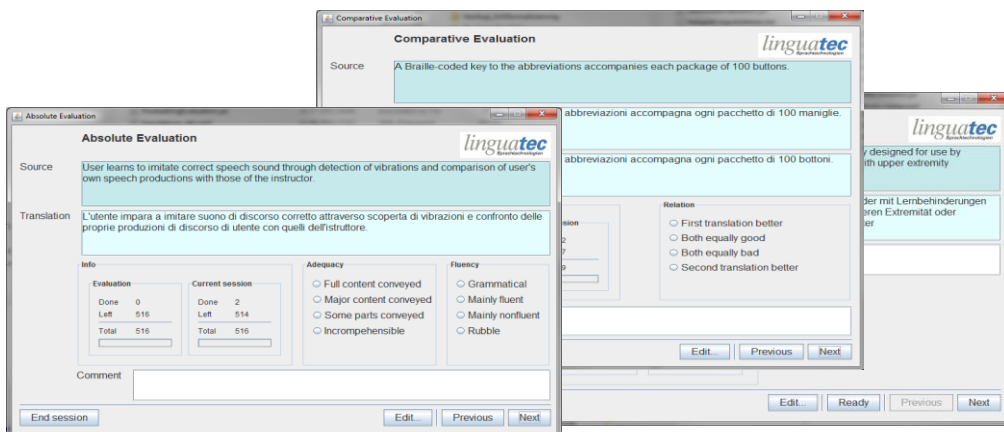 Absolute Evaluation
Absolute Evaluation
linguatec
Sprachtechnologien
Source
User learns to imitate correct speech sound through detection of vibrations and comparison of user's
own speech productions with those of the instructor.
Translation
L'utente impara a imitare suono di discorso corretto attraverso scoperta di vibrazioni e confronto delle
proprie produzioni di discorso di utente con quelli dell'istruttore.
Info
Evaluation
Done 0
Left 516
Total 516
Current session
Done 2
Left 514
Total 516
Adequacy
Full content conveyed
Major content conveyed
Some parts conveyed
Incrompehensible
Fluency
Grammatical
Mainly fluent
Mainly nonfluent
Rubble
Comment
End session
Edit...
Previous
Next
Comparative Evaluation
Comparative Evaluation
linguatec
Sprachtechnologien
Source
A Braille-coded key to the abbreviations accompanies each package of 100 buttons.
abbreviazioni accompagna ogni pacchetto di 100 maniglie.
abbreviazioni accompagna ogni pacchetto di 100 bottoni.
Relation
First translation better
Both equally good
Both equally bad
Second translation better
Edit...
Previous
Next
linguatec
Sprachtechnologien
designed for use by
upper extremity
der mit Lernbehinderungen
eren Extremität oder
Edit...
Ready
Previous
Next